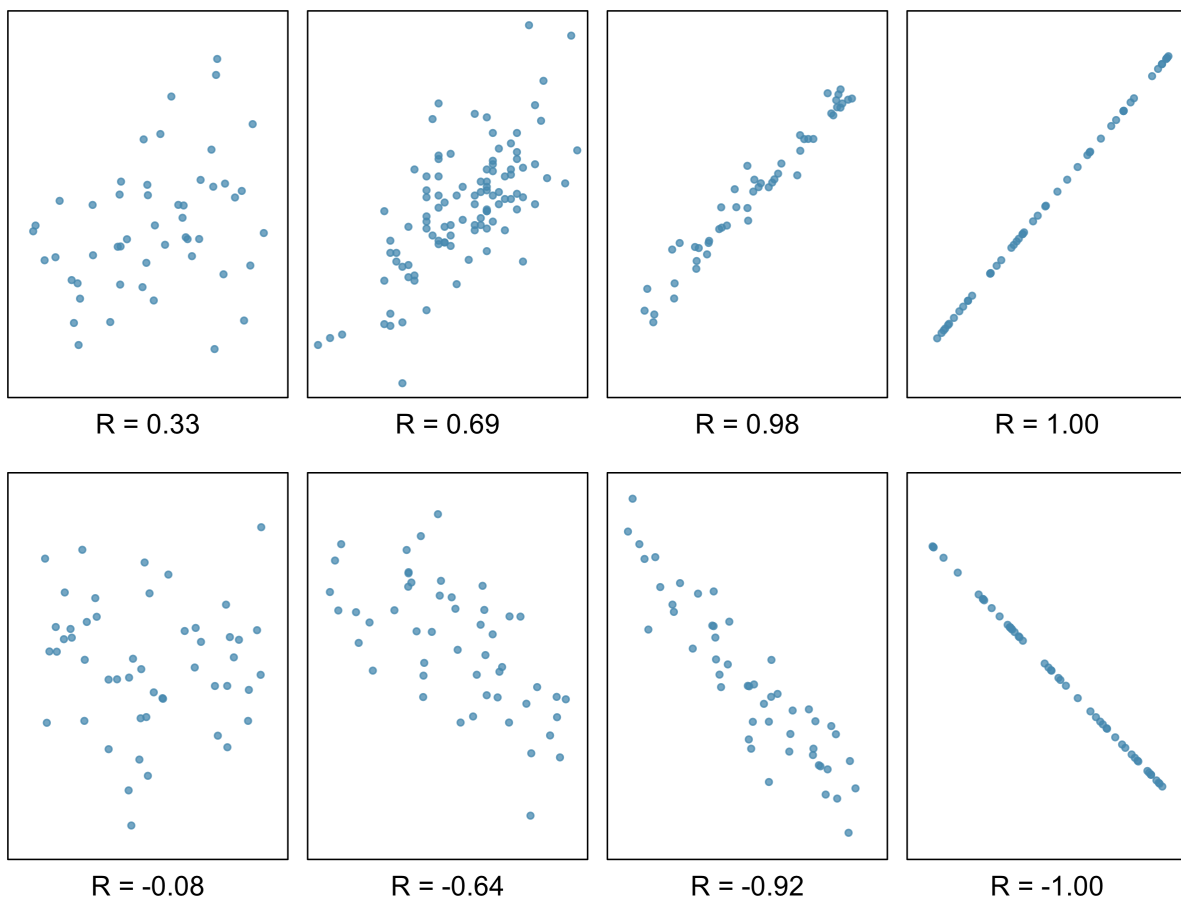 R = 0.33
R = 0.69
R = 0.98
R = 1.00
R = -0.08
R = -0.64
R = -0.92
R = -1.00